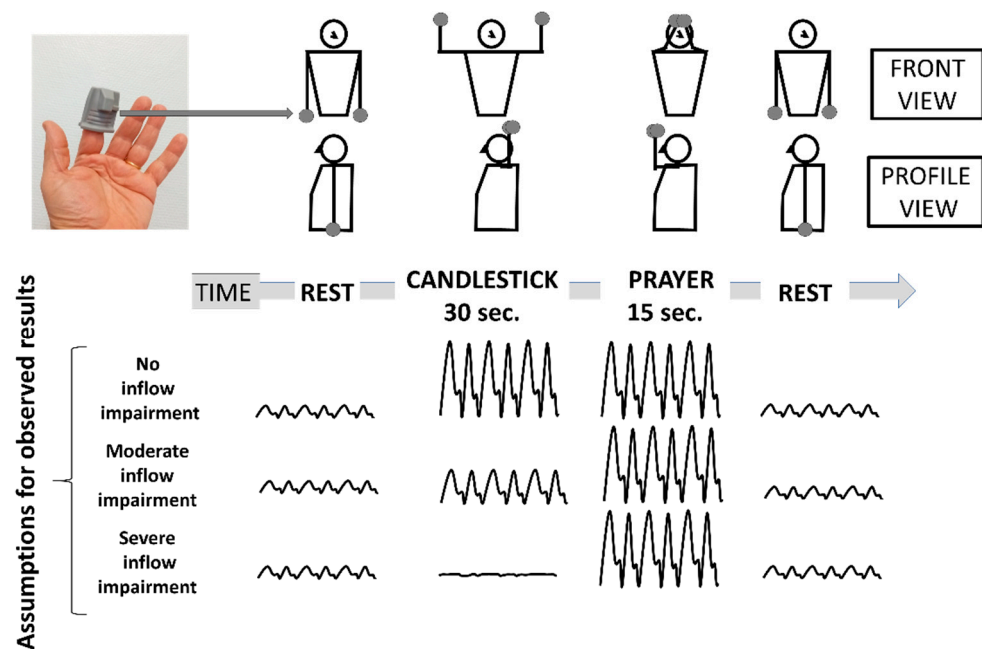 FRONT
VIEW
PROFILE
VIEW
TIME REST CANDLESTICK PRAYER REST
30 sec. 15 sec.
Assumptions for observed results
No
inflow
impairment
Moderate
inflow
impairment
Severe
inflow
impairment